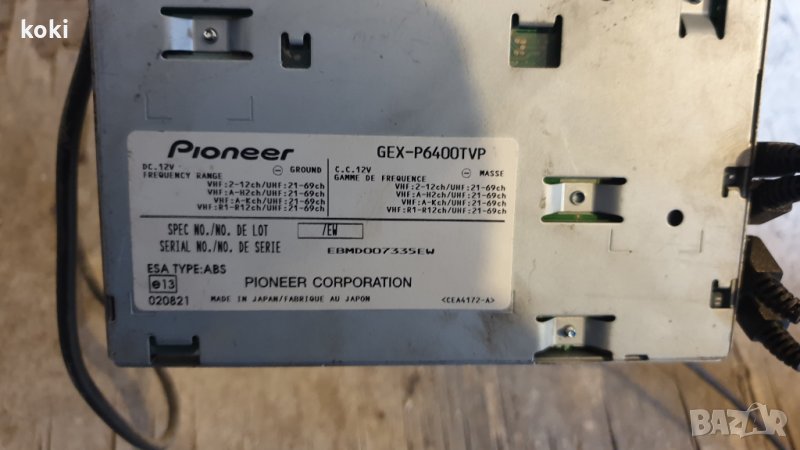 koki
Pioneer GEX-P6400TVP
DC.12V ⊖ GROUND C.C.12V ⊖ MASSE
FREQUENCY RANGE GAMME DE FREQUENCE
VHF:2-12ch/UHF:21-69ch VHF:2-12ch/UHF:21-69ch
VHF:A-H2ch/UHF:21-69ch VHF:A-H2ch/UHF:21-69ch
VHF:A-Kch/UHF:21-69ch VHF:A-Kch/UHF:21-69ch
VHF:R1-R12ch/UHF:21-69ch VHF:R1-R12ch/UHF:21-69ch
SPEC NO./NO. DE LOT /EW
SERIAL NO./NO. DE SERIE EBMD007335EW
ESA TYPE:ABS
e13 PIONEER CORPORATION
020821 MADE IN JAPAN/FABRIQUE AU JAPON <CEA4172-A>
BAZAR